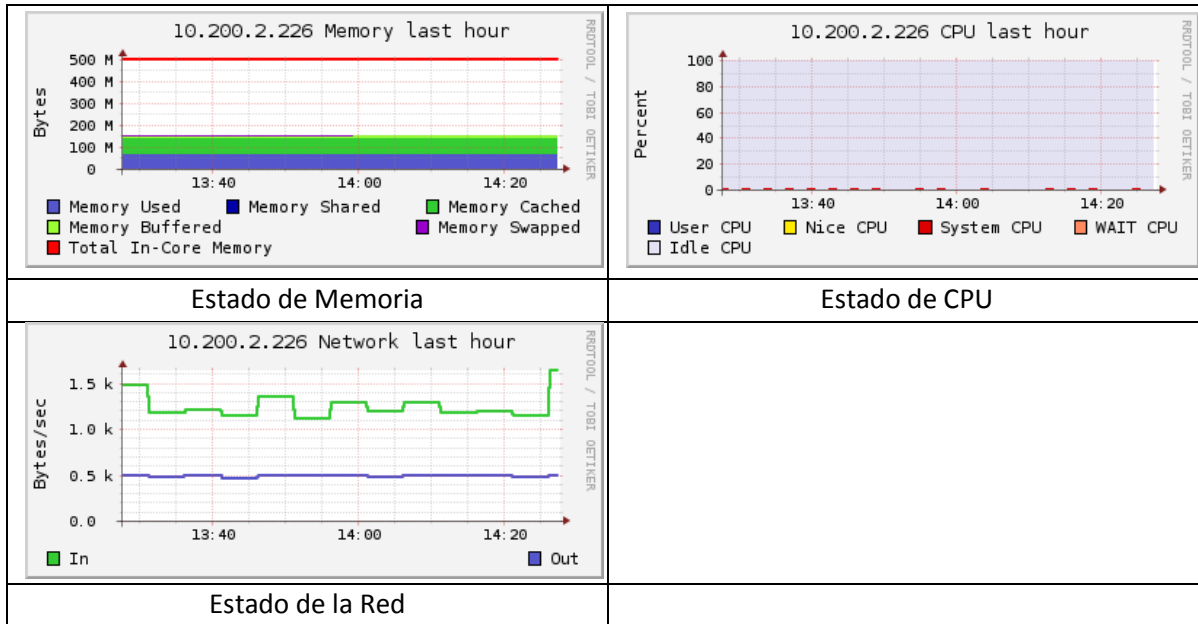 10.200.2.226 Memory last hour
RRDTOOL / TOBI OETIKER
Bytes
500 M
400 M
300 M
200 M
100 M
0
13:40 14:00 14:20
Memory Used Memory Shared Memory Cached
Memory Buffered Memory Swapped
Total In-Core Memory
10.200.2.226 CPU last hour
RRDTOOL / TOBI OETIKER
Percent
100
80
60
40
20
0
13:40 14:00 14:20
User CPU Nice CPU System CPU WAIT CPU
Idle CPU
Estado de Memoria
Estado de CPU
10.200.2.226 Network last hour
RRDTOOL / TOBI OETIKER
Bytes/sec
1.5 k
1.0 k
0.5 k
0.0
13:40 14:00 14:20
In Out
Estado de la Red